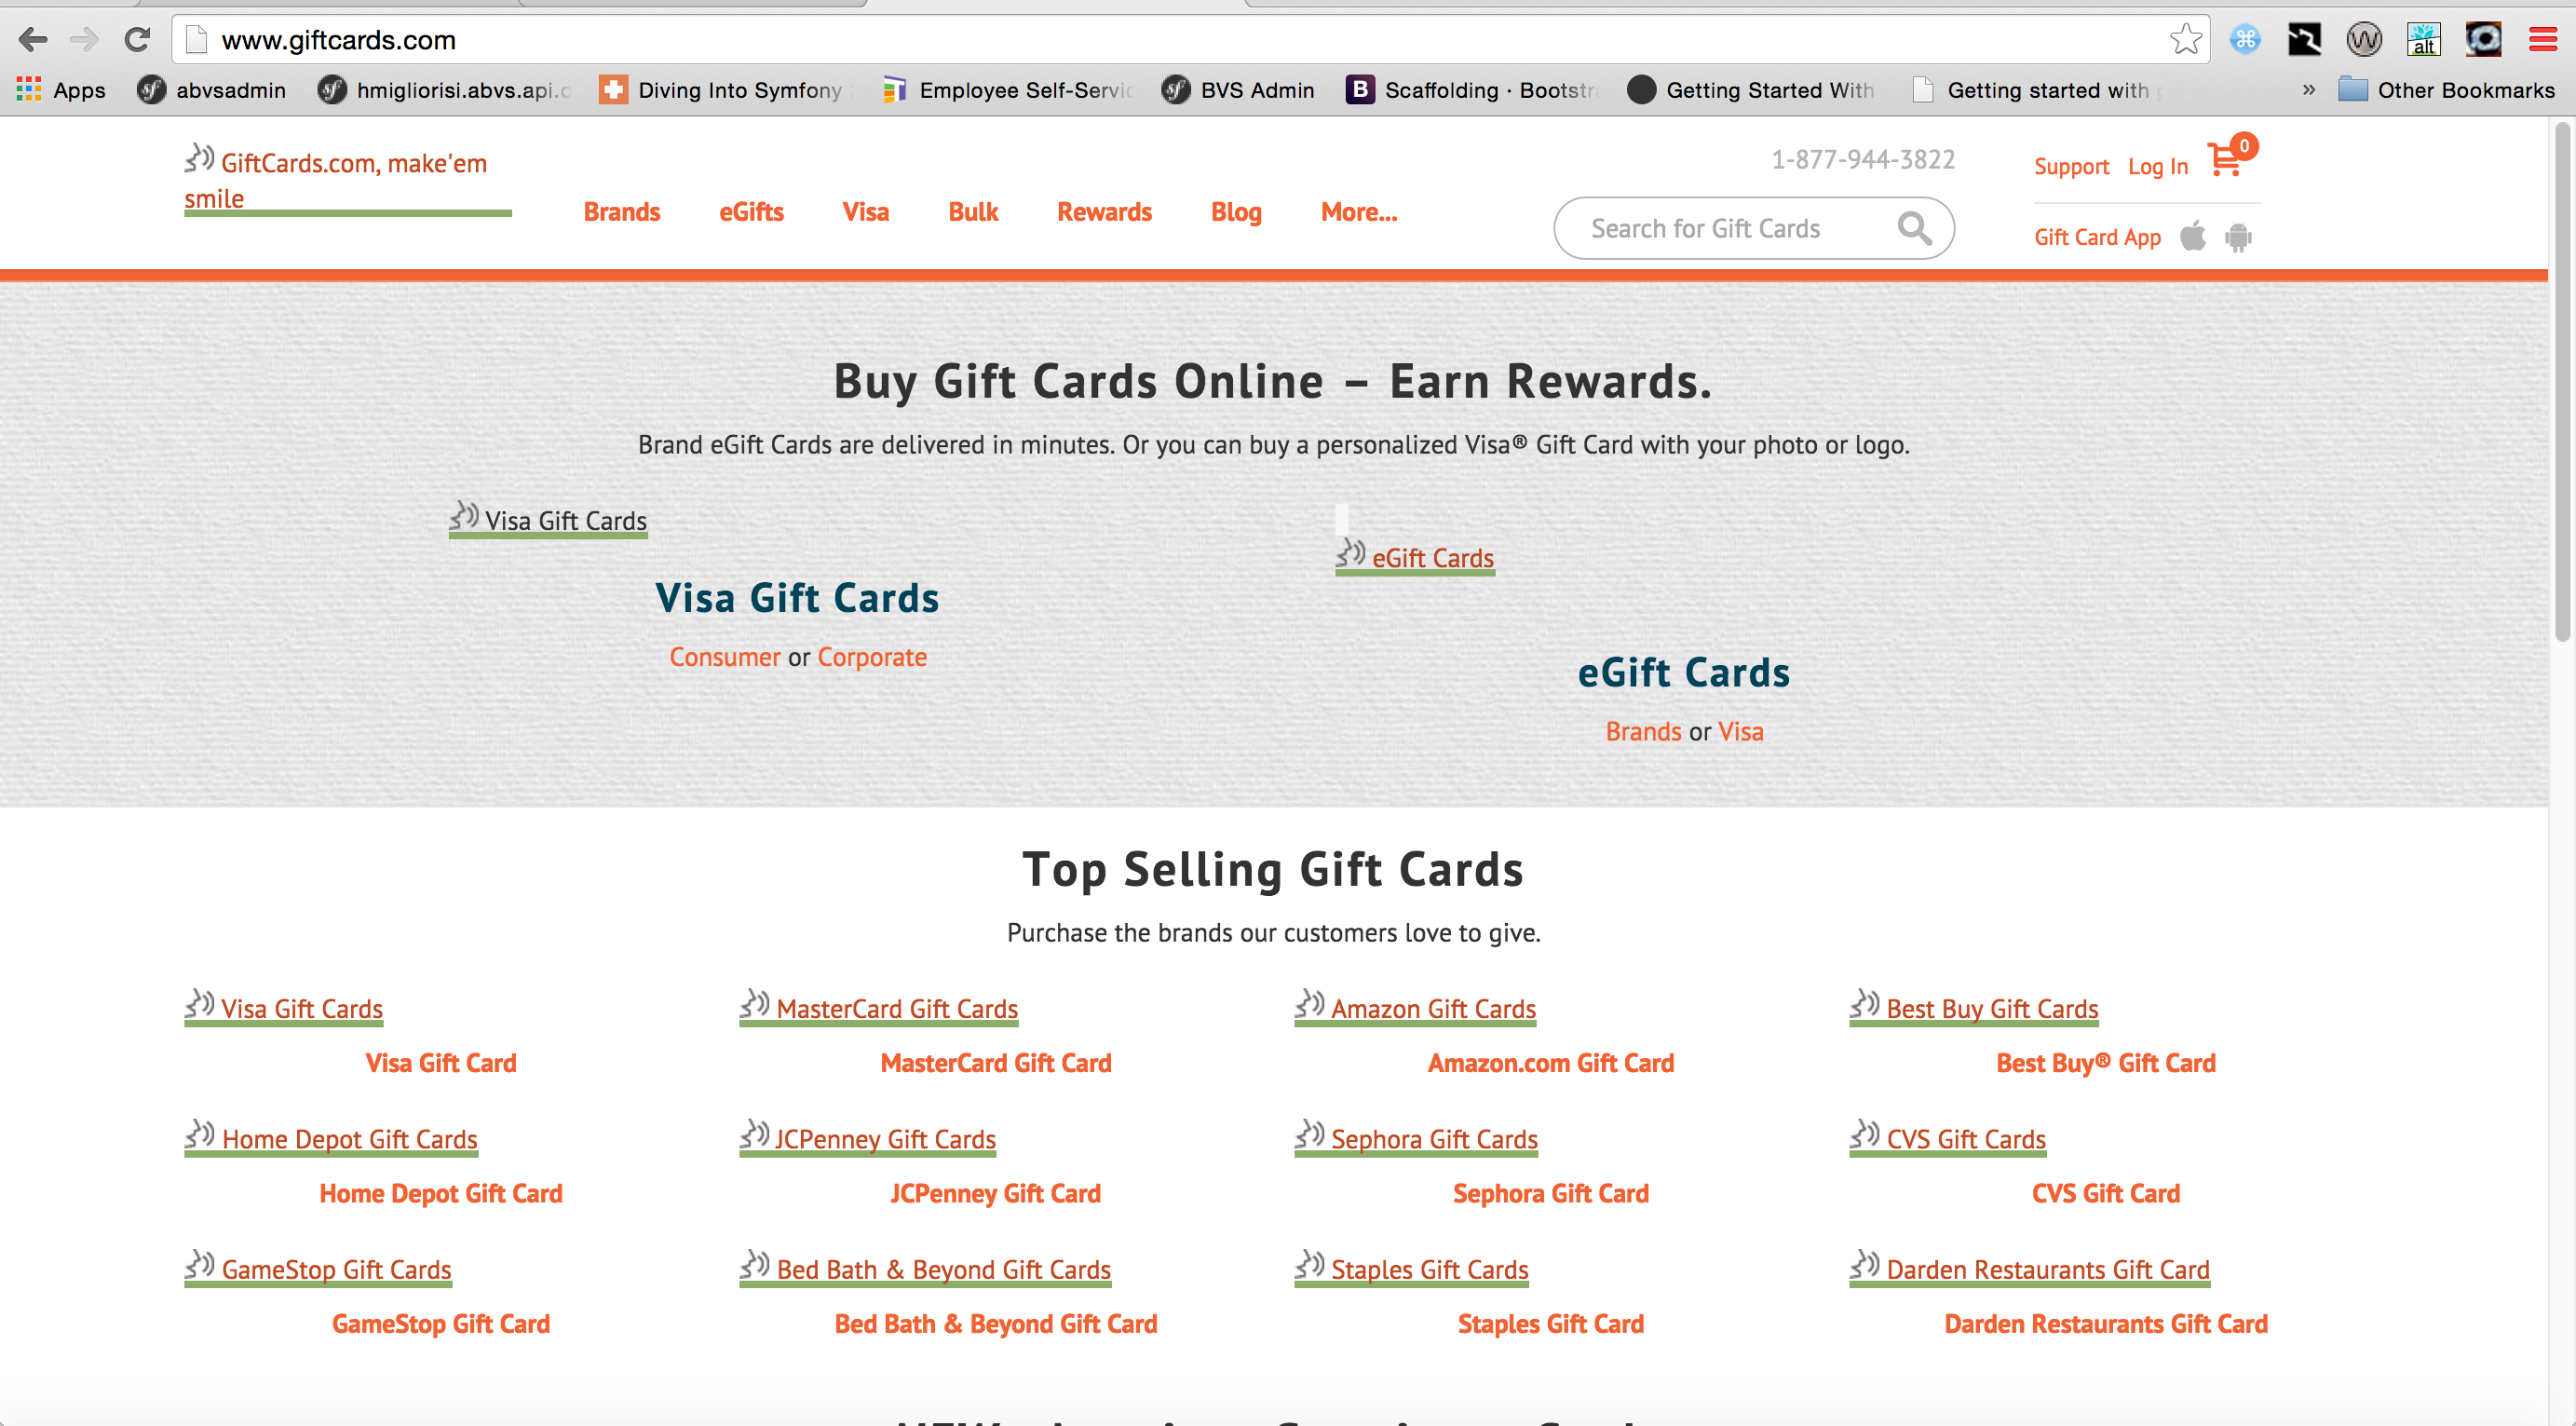 www.giftcards.com
alt
Apps abvsadmin hmigliorisi.abvs.api. Diving Into Symfony Employee Self-Servic BVS Admin Scaffolding · Bootstr Getting Started With Getting started with » Other Bookmarks
GiftCards.com, make'em
smile
1-877-944-3822
Support Log In 0
Brands eGifts Visa Bulk Rewards Blog More...
Search for Gift Cards
Gift Card App
Buy Gift Cards Online – Earn Rewards.
Brand eGift Cards are delivered in minutes. Or you can buy a personalized Visa® Gift Card with your photo or logo.
Visa Gift Cards
eGift Cards
Visa Gift Cards
Consumer or Corporate
eGift Cards
Brands or Visa
Top Selling Gift Cards
Purchase the brands our customers love to give.
Visa Gift Cards MasterCard Gift Cards Amazon Gift Cards Best Buy Gift Cards
Visa Gift Card MasterCard Gift Card Amazon.com Gift Card Best Buy® Gift Card
Home Depot Gift Cards JCPenney Gift Cards Sephora Gift Cards CVS Gift Cards
Home Depot Gift Card JCPenney Gift Card Sephora Gift Card CVS Gift Card
GameStop Gift Cards Bed Bath & Beyond Gift Cards Staples Gift Cards Darden Restaurants Gift Card
GameStop Gift Card Bed Bath & Beyond Gift Card Staples Gift Card Darden Restaurants Gift Card